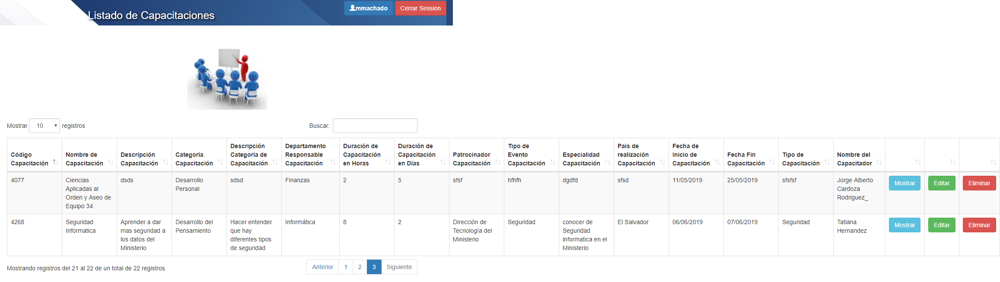 mmachado
Cerrar Session
Listado de Capacitaciones
Mostrar 10 registros
Buscar:
Código
Capacitación
Nombre de
Capacitación
Descripción
Capacitación
Categoría
Capacitación
Descripción
Categoría de
Capacitación
Departamento
Responsable
Capacitación
Duración de
Capacitación
en Horas
Duración de
Capacitación
en Días
Patrocinador
Capacitación
Tipo de
Evento
Capacitación
Especialidad
Capacitación
Pais de
realización
Capacitación
Fecha de
Inicio de
Capacitación
Fecha Fin
Capacitación
Tipo de
Capacitación
Nombre del
Capacitador
4077
Ciencias
Aplicadas al
Orden y Aseo de
Equipo 34
dsds
Desarrollo
Personal
sdsd
Finanzas
2
5
sfsf
hfhfh
dgdfd
sfsd
11/05/2019
25/05/2019
sfsfsf
Jorge Alberto
Cardoza
Rodriguez_
Mostrar
Editar
Eliminar
4268
Seguridad
Informatica
Aprender a dar
mas seguridad a
los datos del
Ministerio
Desarrollo del
Pensamiento
Hacer entender
que hay
diferentes tipos
de seguridad
Informática
8
2
Dirección de
Tecnología del
Ministerio
Seguridad
conocer de
Seguridad
informatica en el
Ministerio
El Salvador
06/06/2019
07/06/2019
Seguridad
Tatiana
Hernandez
Mostrar
Editar
Eliminar
Mostrando registros del 21 al 22 de un total de 22 registros
Anterior 1 2 3 Siguiente